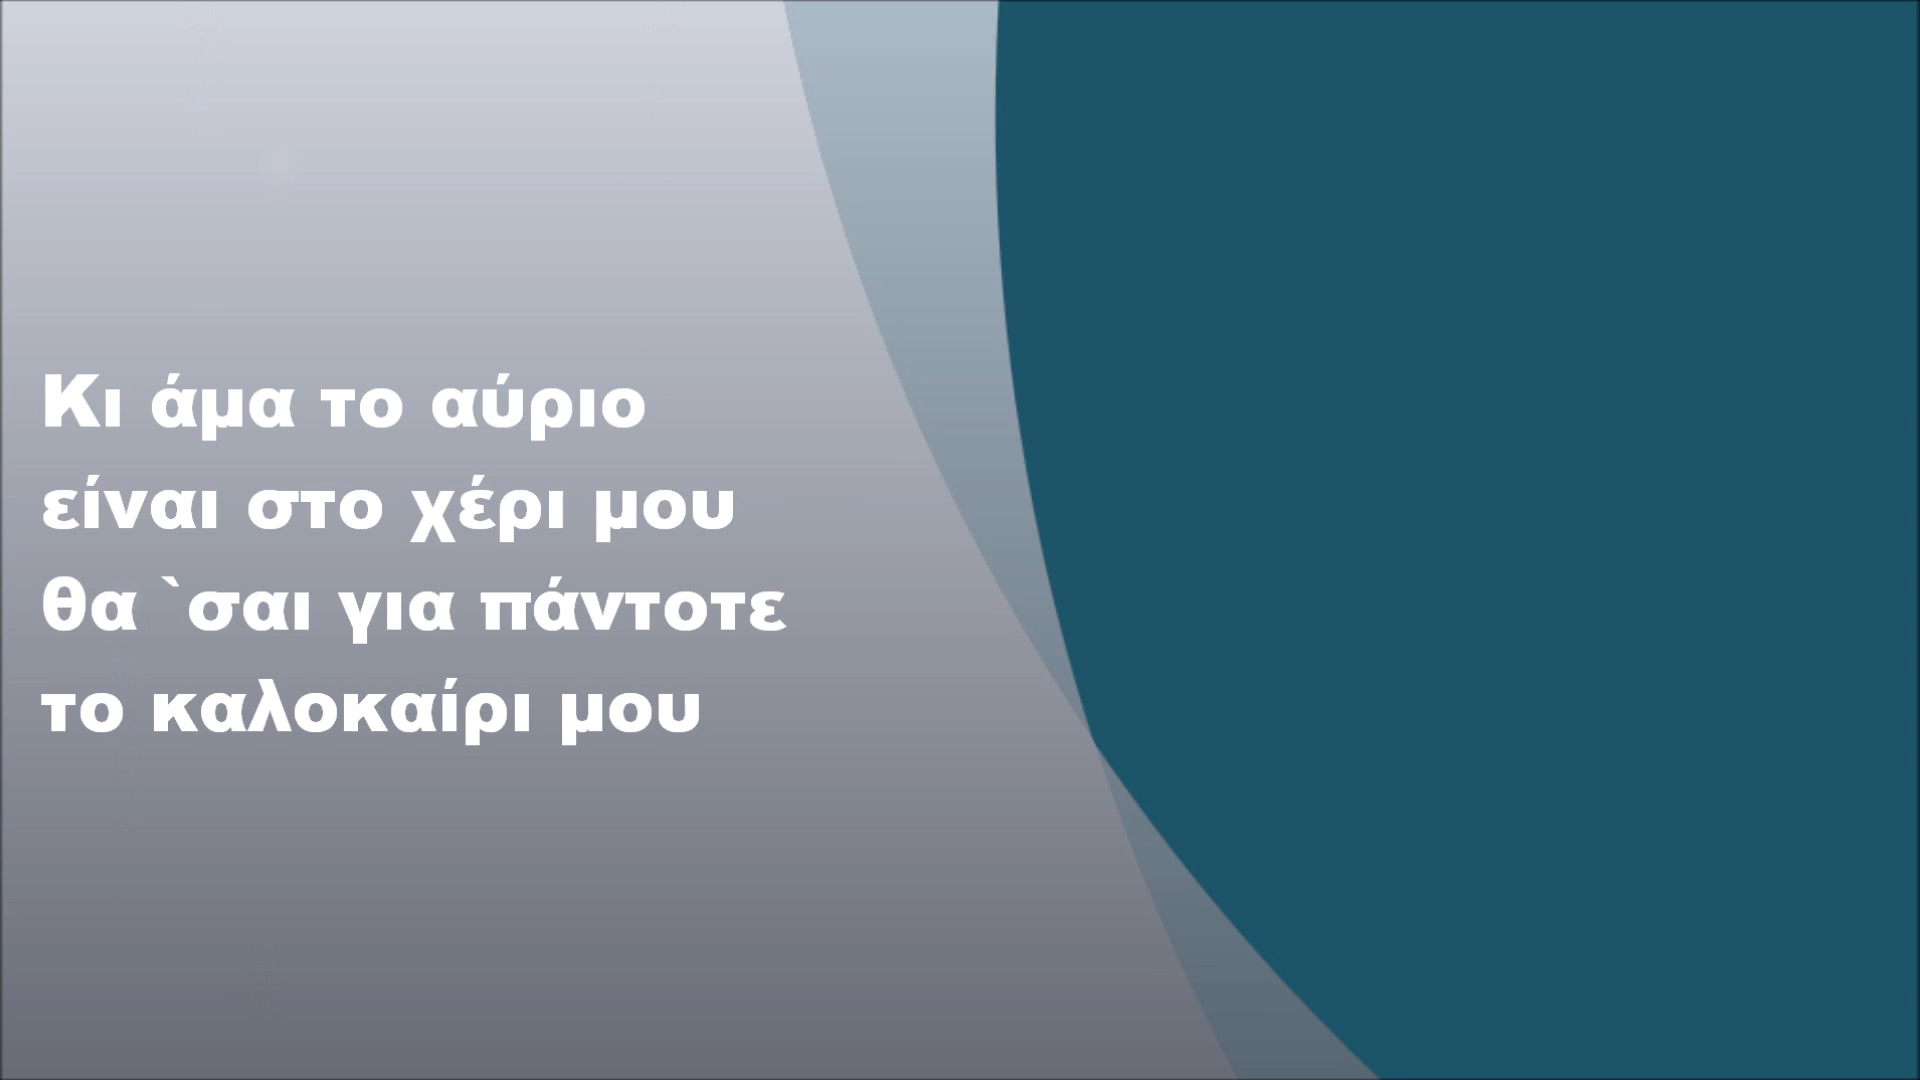 Κι άμα το αύριο
είναι στο χέρι μου
θα `σαι για πάντοτε
το καλοκαίρι μου